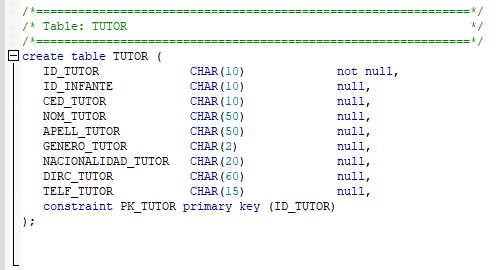 /*==============================================================*/
/* Table: TUTOR                                                 */
/*==============================================================*/
create table TUTOR (
   ID_TUTOR             CHAR(10)             not null,
   ID_INFANTE           CHAR(10)             null,
   CED_TUTOR            CHAR(10)             null,
   NOM_TUTOR            CHAR(50)             null,
   APELL_TUTOR          CHAR(50)             null,
   GENERO_TUTOR         CHAR(2)              null,
   NACIONALIDAD_TUTOR   CHAR(20)             null,
   DIRC_TUTOR           CHAR(60)             null,
   TELF_TUTOR           CHAR(15)             null,
   constraint PK_TUTOR primary key (ID_TUTOR)
);